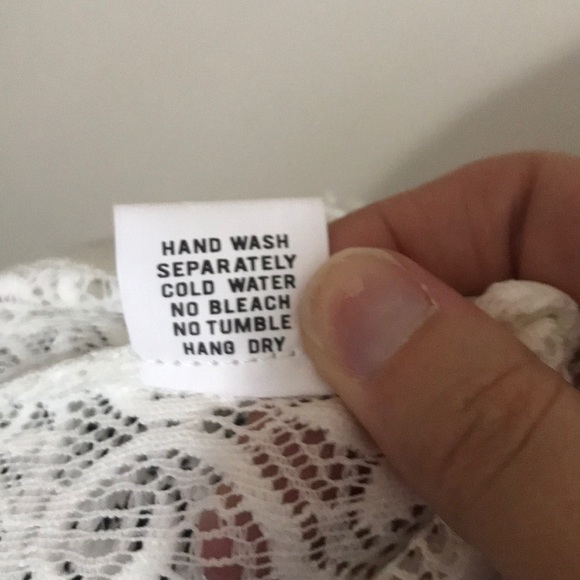 HAND WASH
SEPARATELY
COLD WATER
NO BLEACH
NO TUMBLE
HANG DRY